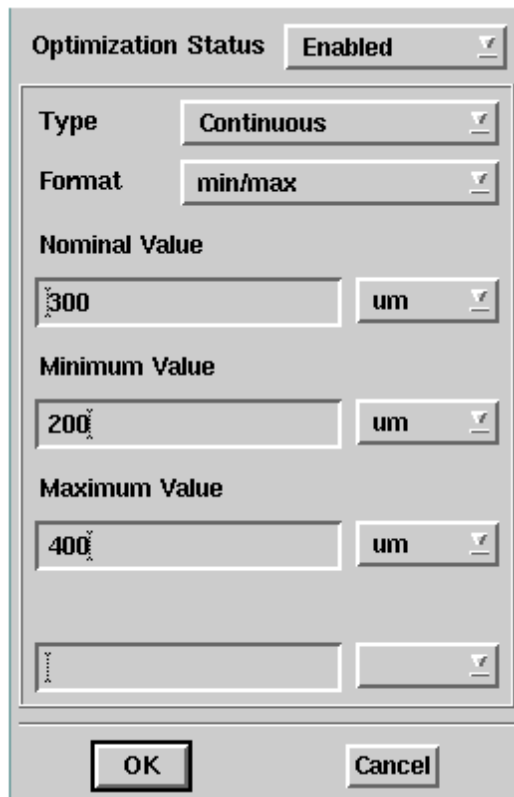 Optimization Status Enabled
Type Continuous
Format min/max
Nominal Value
300 um
Minimum Value
200 um
Maximum Value
400 um
OK Cancel